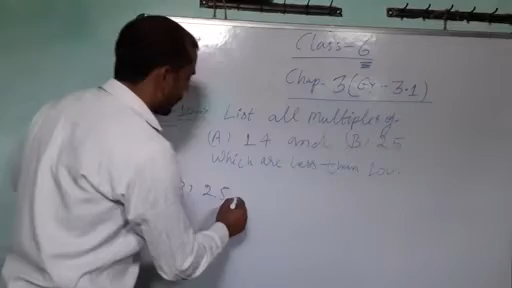 Class-6
Chap. 3(Ex-3.1)
List all multiples of.
(A) 14 and (B) 25
Which are less than 100.
25